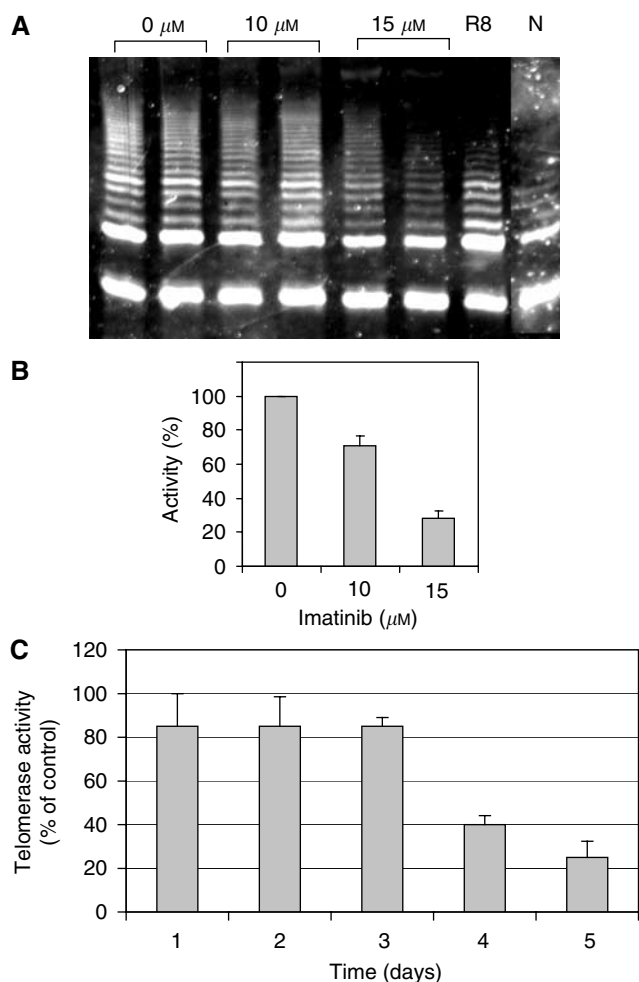 A
0 µM 10 µM 15 µM R8 N
B
Activity (%)
100
80
60
40
20
0
0 10 15
Imatinib (µM)
C
Telomerase activity
(% of control)
120
100
80
60
40
20
0
1 2 3 4 5
Time (days)